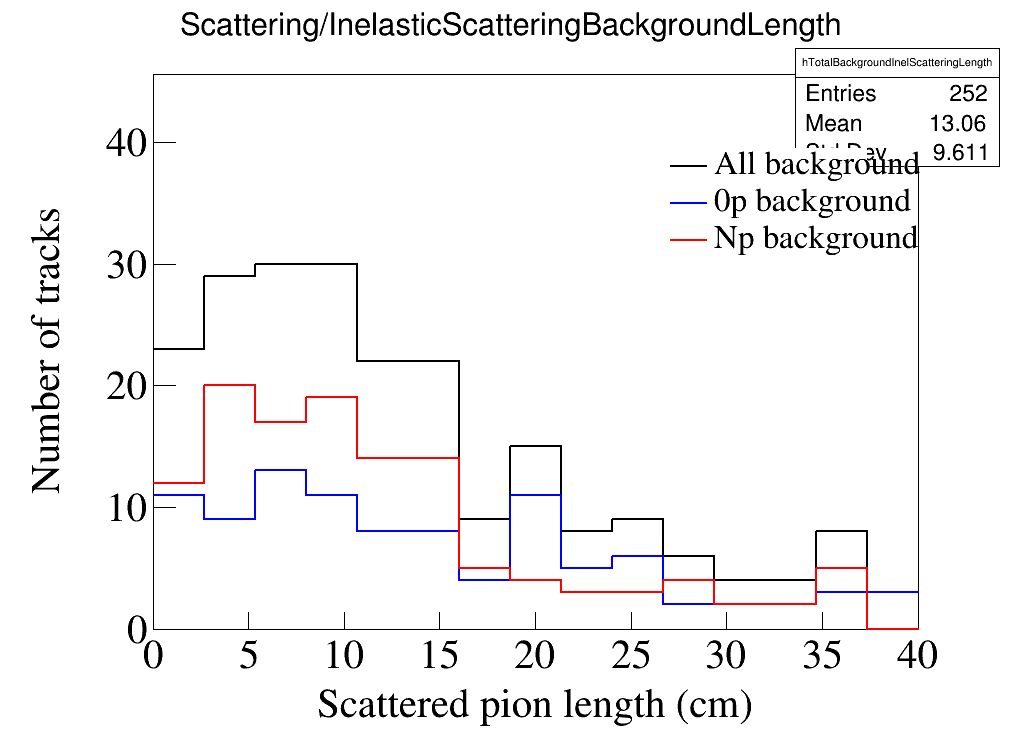 Scattering/InelasticScatteringBackgroundLength
hTotalBackgroundInelScatteringLength
Entries 252
Mean 13.06
9.611
All background
0p background
Np background
Number of tracks
40
30
20
10
0
0 5 10 15 20 25 30 35 40
Scattered pion length (cm)